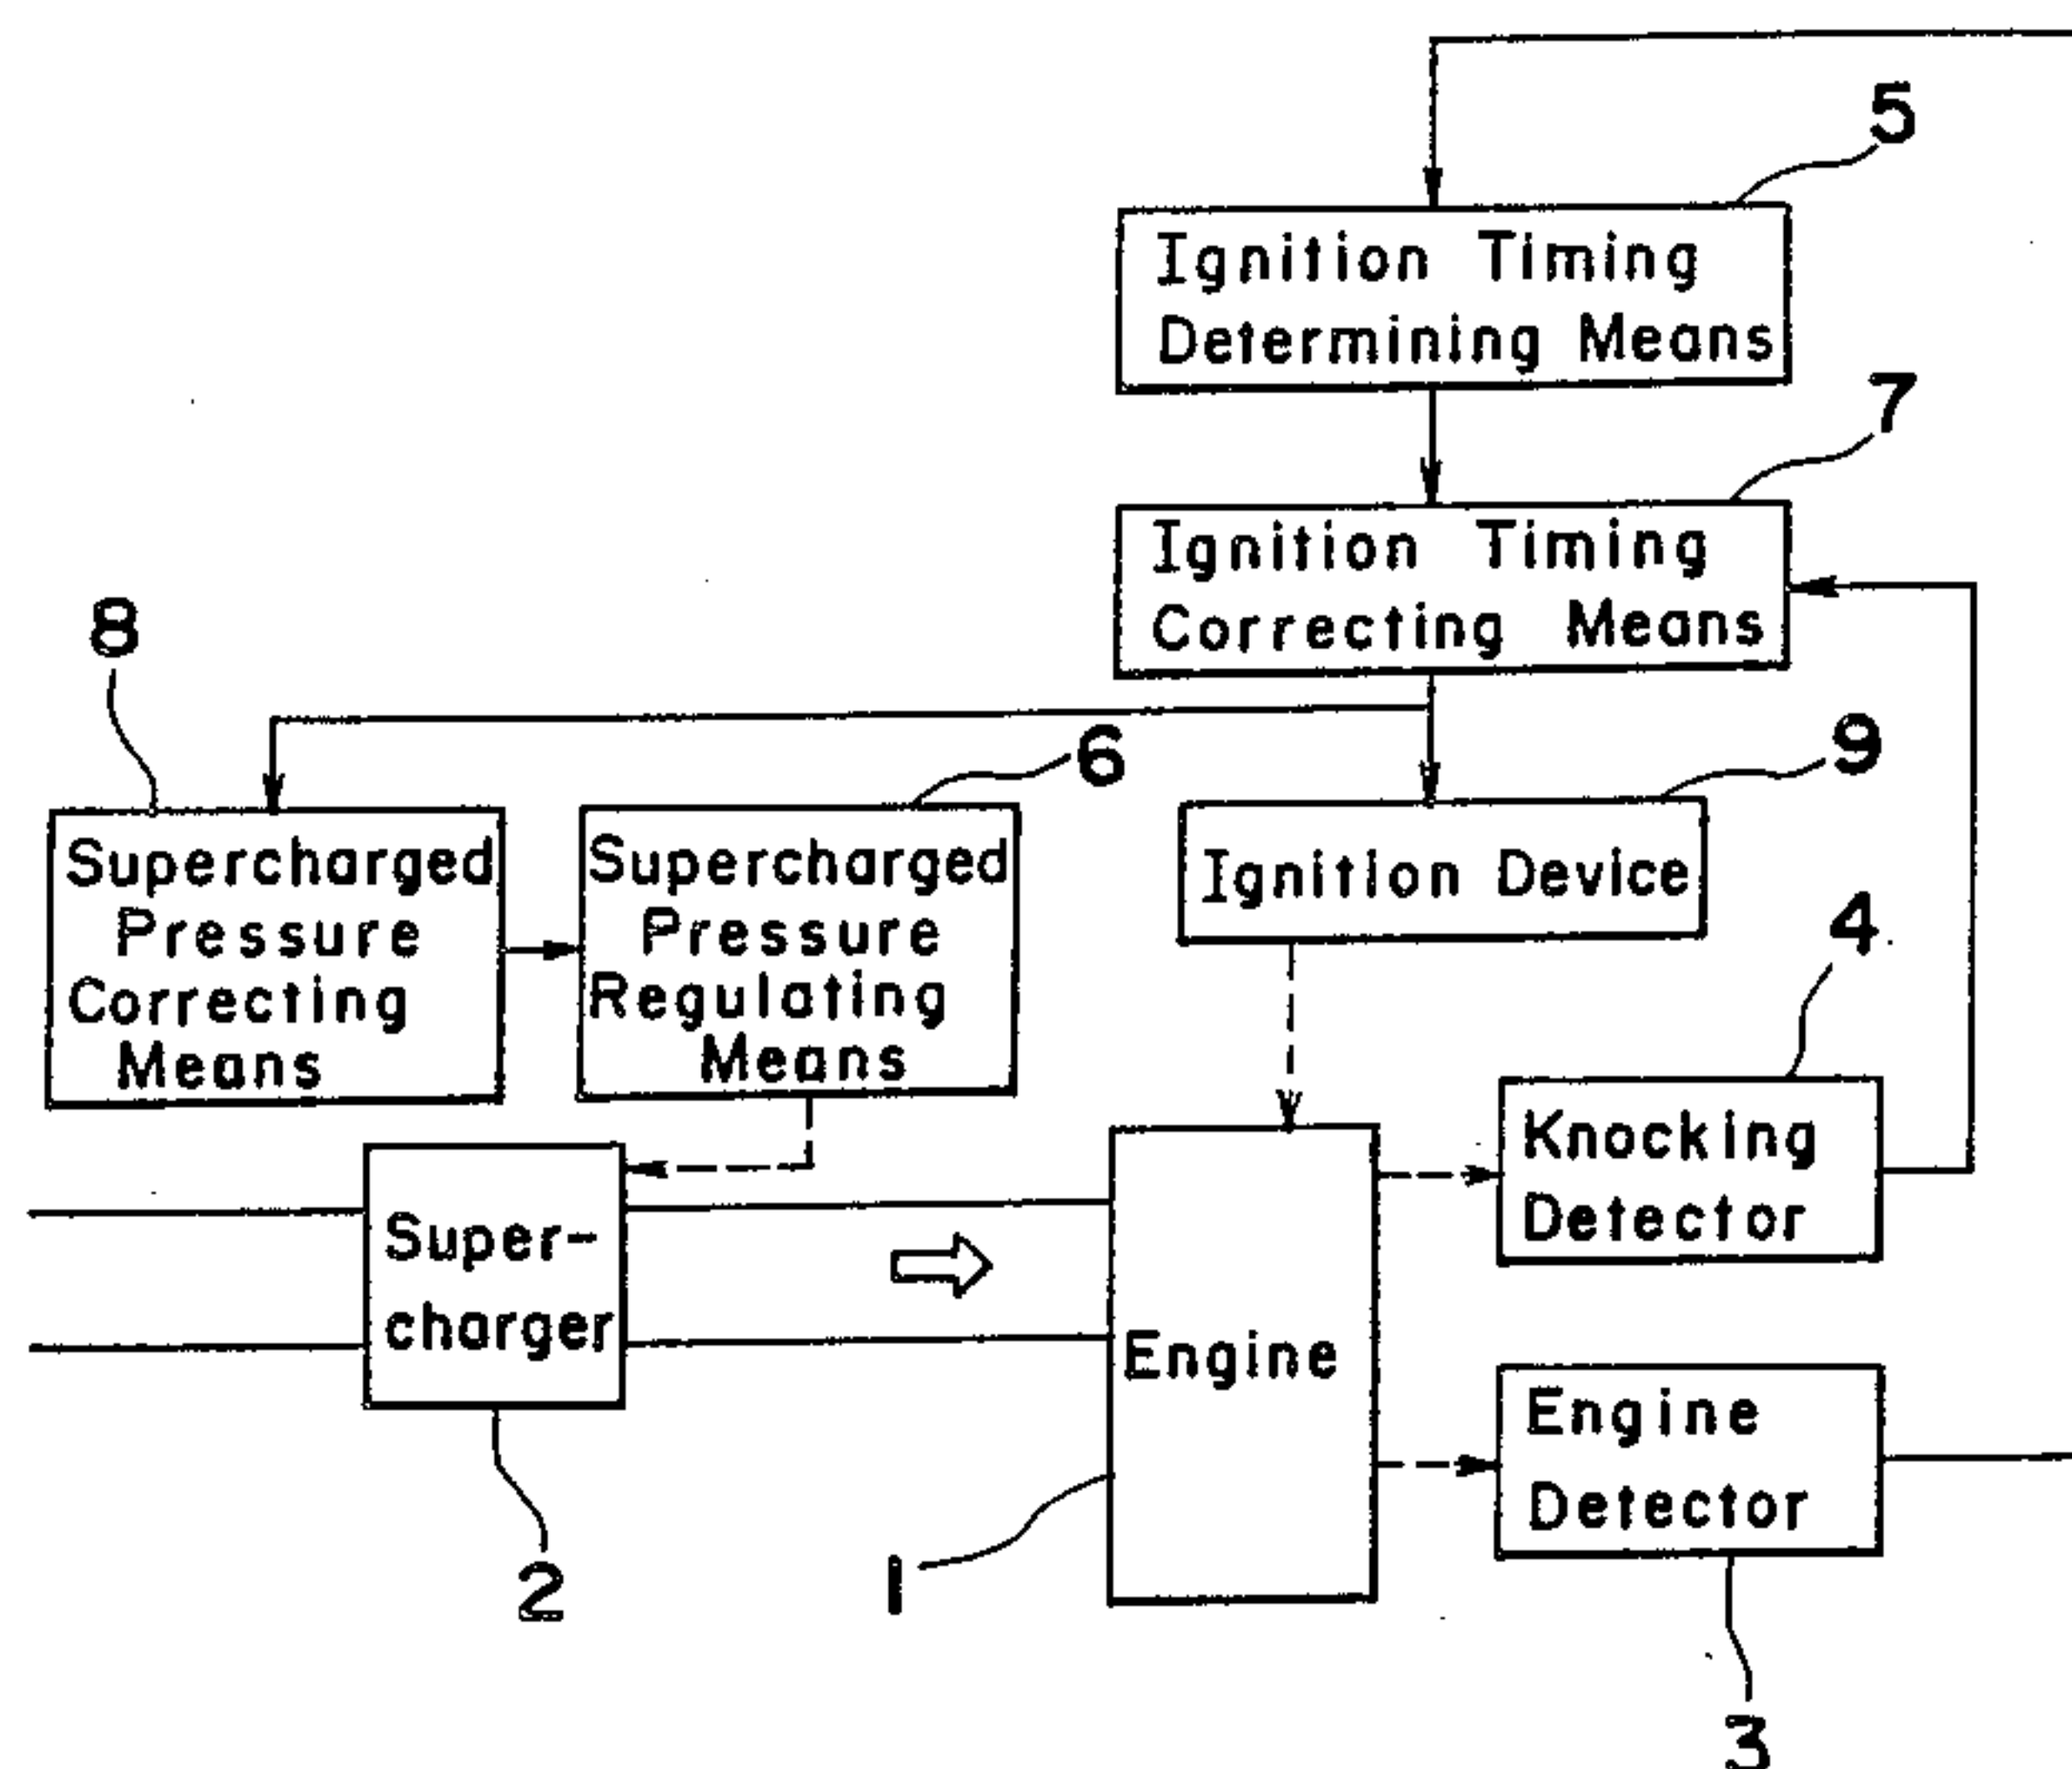 5
Ignition Timing
Determining Means
7
Ignition Timing
Correcting Means
8
6
9
Supercharged
Pressure
Correcting
Means
Supercharged
Pressure
Regulating
Means
Ignition Device
4
Knocking
Detector
Super-
charger
Engine
Engine
Detector
2
1
3